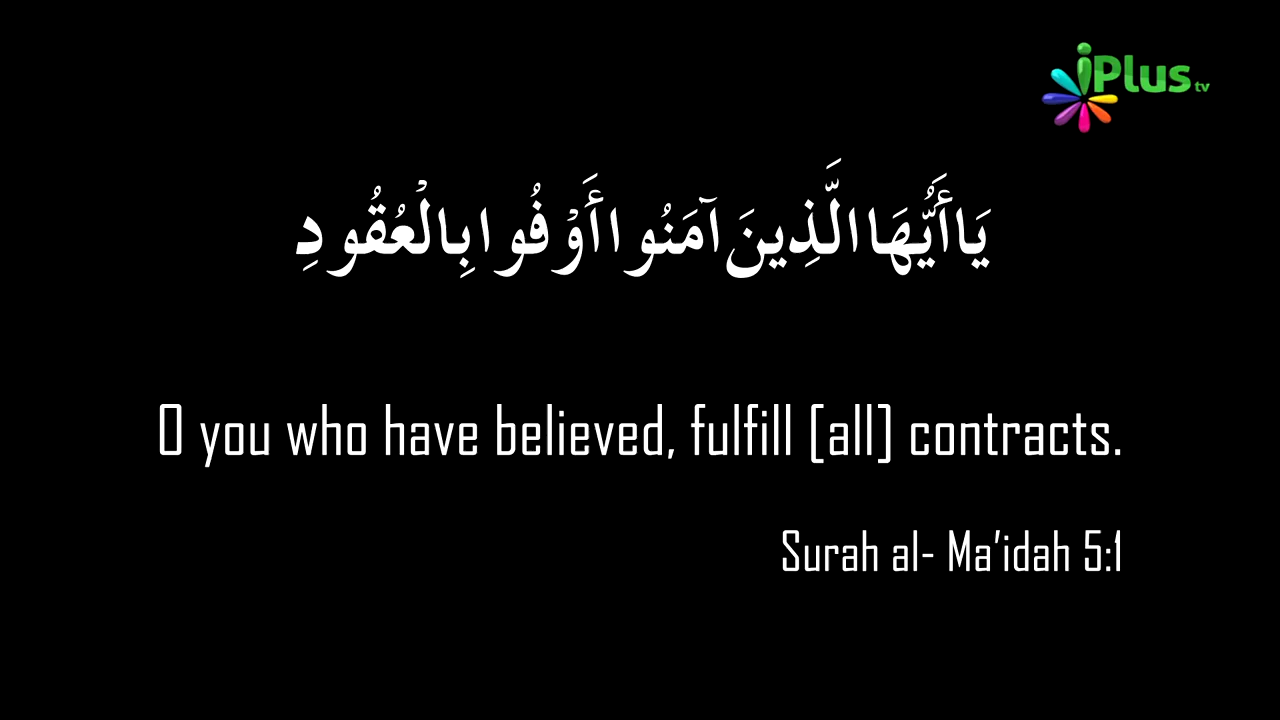 iPlus tv
يَا أَيُّهَا الَّذِينَ آمَنُوا أَوْفُوا بِالْعُقُودِ
O you who have believed, fulfill [all] contracts.
Surah al- Ma'idah 5:1